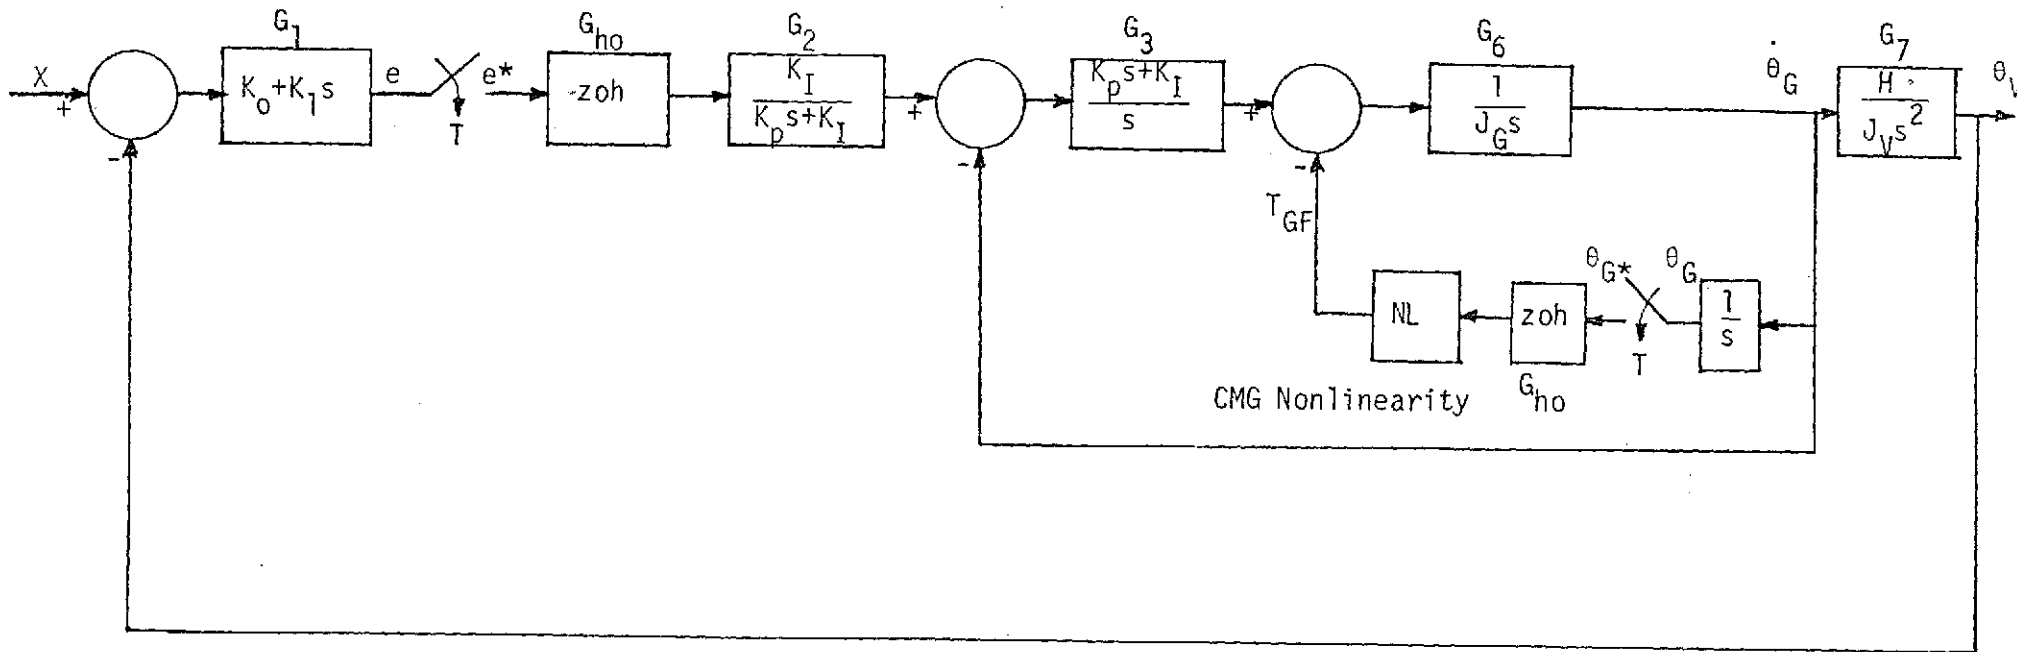 G1
Gho
G2
G3
G6
G7
X
+
-
K0+K1s
e
T
e*
zoh
KI
Kps+KI
+
-
Kps+KI
s
+
-
1
JGs
θ̇G
H
JVs2
θV
TGF
NL
zoh
θG*
θG
T
1
s
Gho
CMG Nonlinearity